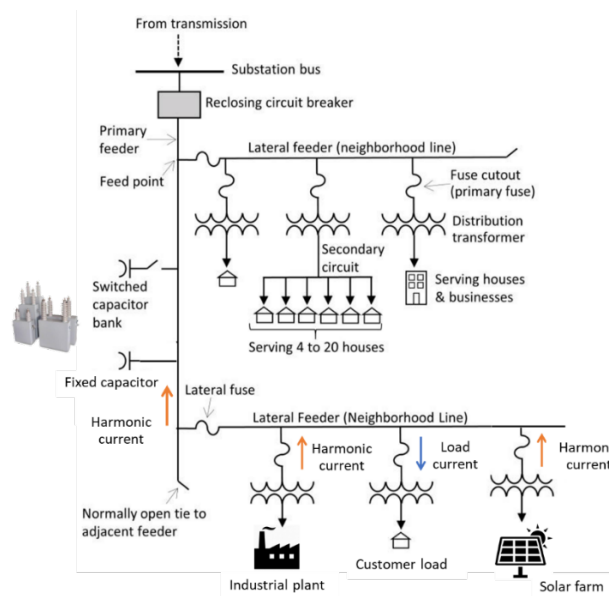 From transmission
Substation bus
Reclosing circuit breaker
Primary
feeder
Lateral feeder (neighborhood line)
Feed point
Fuse cutout
(primary fuse)
Distribution
transformer
Secondary
circuit
Switched
capacitor
bank
Serving houses
& businesses
Serving 4 to 20 houses
Fixed capacitor
Lateral fuse
Harmonic
current
Lateral Feeder (Neighborhood Line)
Harmonic
current
Load
current
Harmon
current
Normally open tie to
adjacent feeder
Industrial plant
Customer load
Solar farm